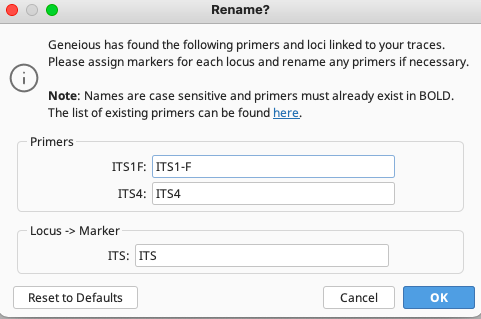 Rename?
Geneious has found the following primers and loci linked to your traces.
Please assign markers for each locus and rename any primers if necessary.
Note: Names are case sensitive and primers must already exist in BOLD.
The list of existing primers can be found here.
Primers
ITS1F: ITS1-F
ITS4: ITS4
Locus -> Marker
ITS: ITS
Reset to Defaults Cancel OK